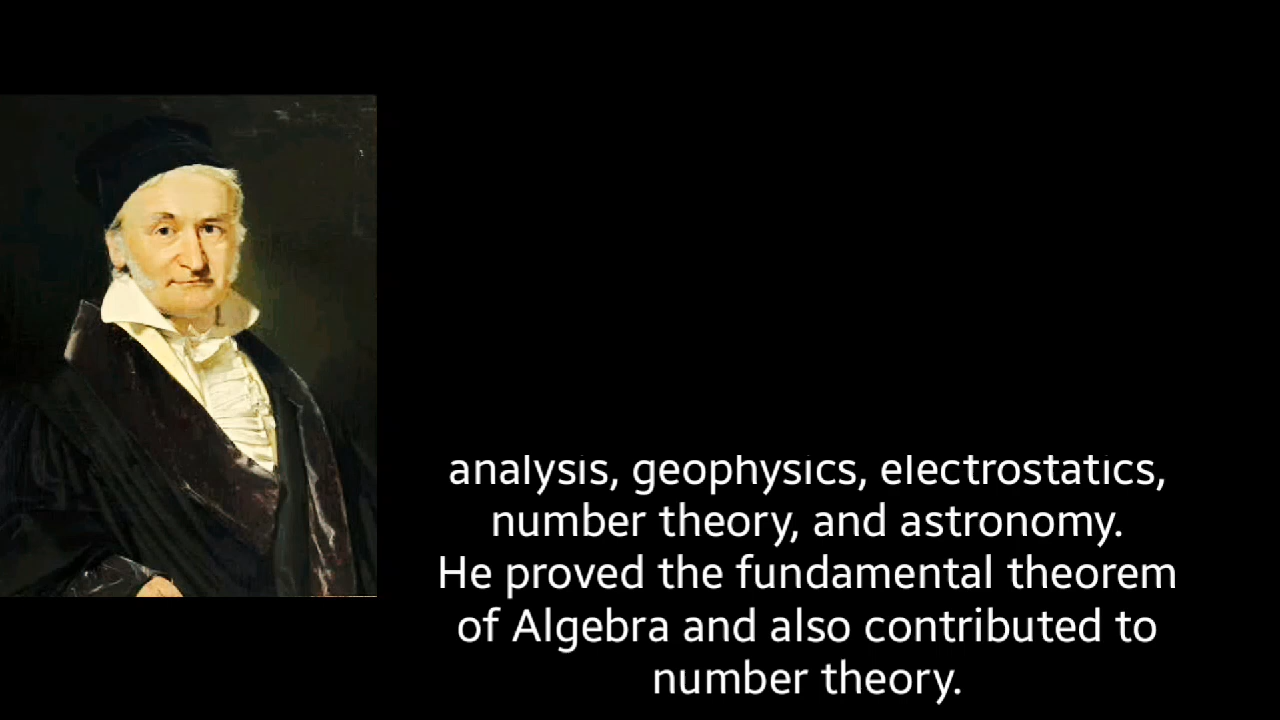 analysis, geophysics, electrostatics,
number theory, and astronomy.
He proved the fundamental theorem
of Algebra and also contributed to
number theory.